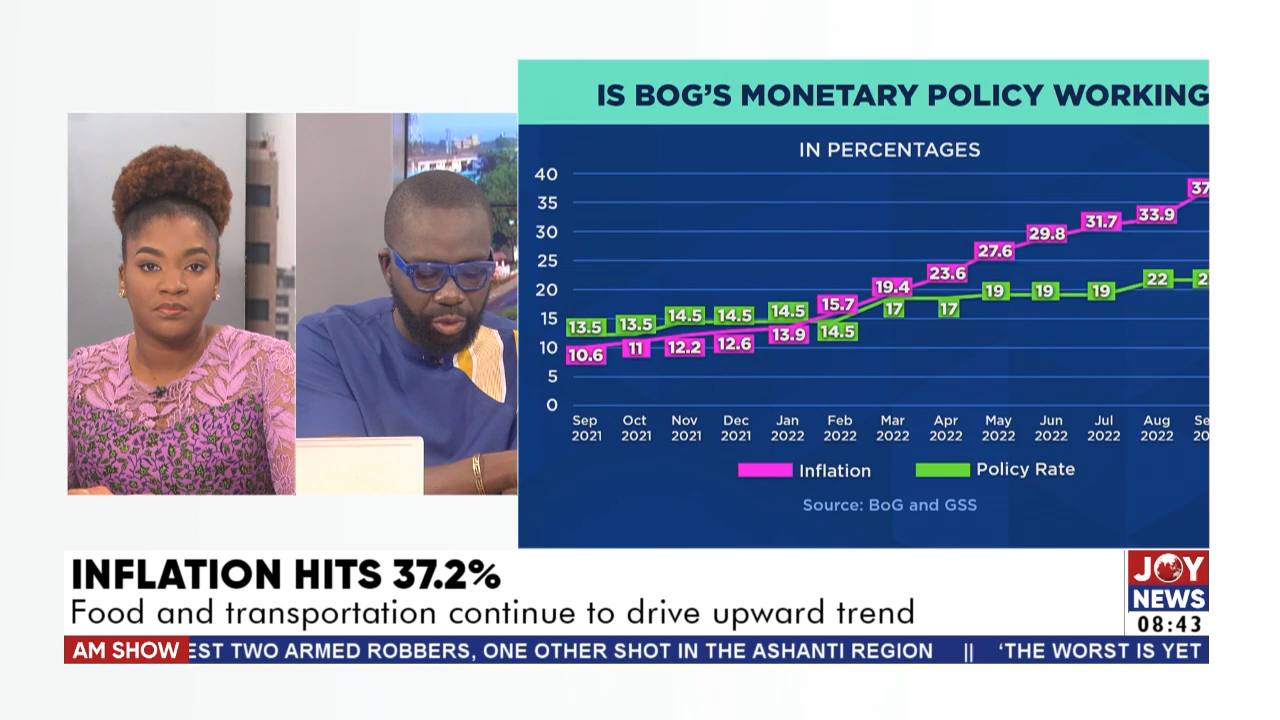 IS BOG'S MONETARY POLICY WORKING
IN PERCENTAGES
40
35
30
25
20
15
10
5
0
13.5 13.5 14.5 14.5 14.5 14.5 17 17 19 19 19 22 2
10.6 11 12.2 12.6 13.9 15.7 19.4 23.6 27.6 29.8 31.7 33.9 37
Sep Oct Nov Dec Jan Feb Mar Apr May Jun Jul Aug Se
2021 2021 2021 2021 2022 2022 2022 2022 2022 2022 2022 2022 20
Inflation Policy Rate
Source: BoG and GSS
INFLATION HITS 37.2%
Food and transportation continue to drive upward trend
JOY
NEWS
08:43
AM SHOW EST TWO ARMED ROBBERS, ONE OTHER SHOT IN THE ASHANTI REGION || ‘THE WORST IS YET